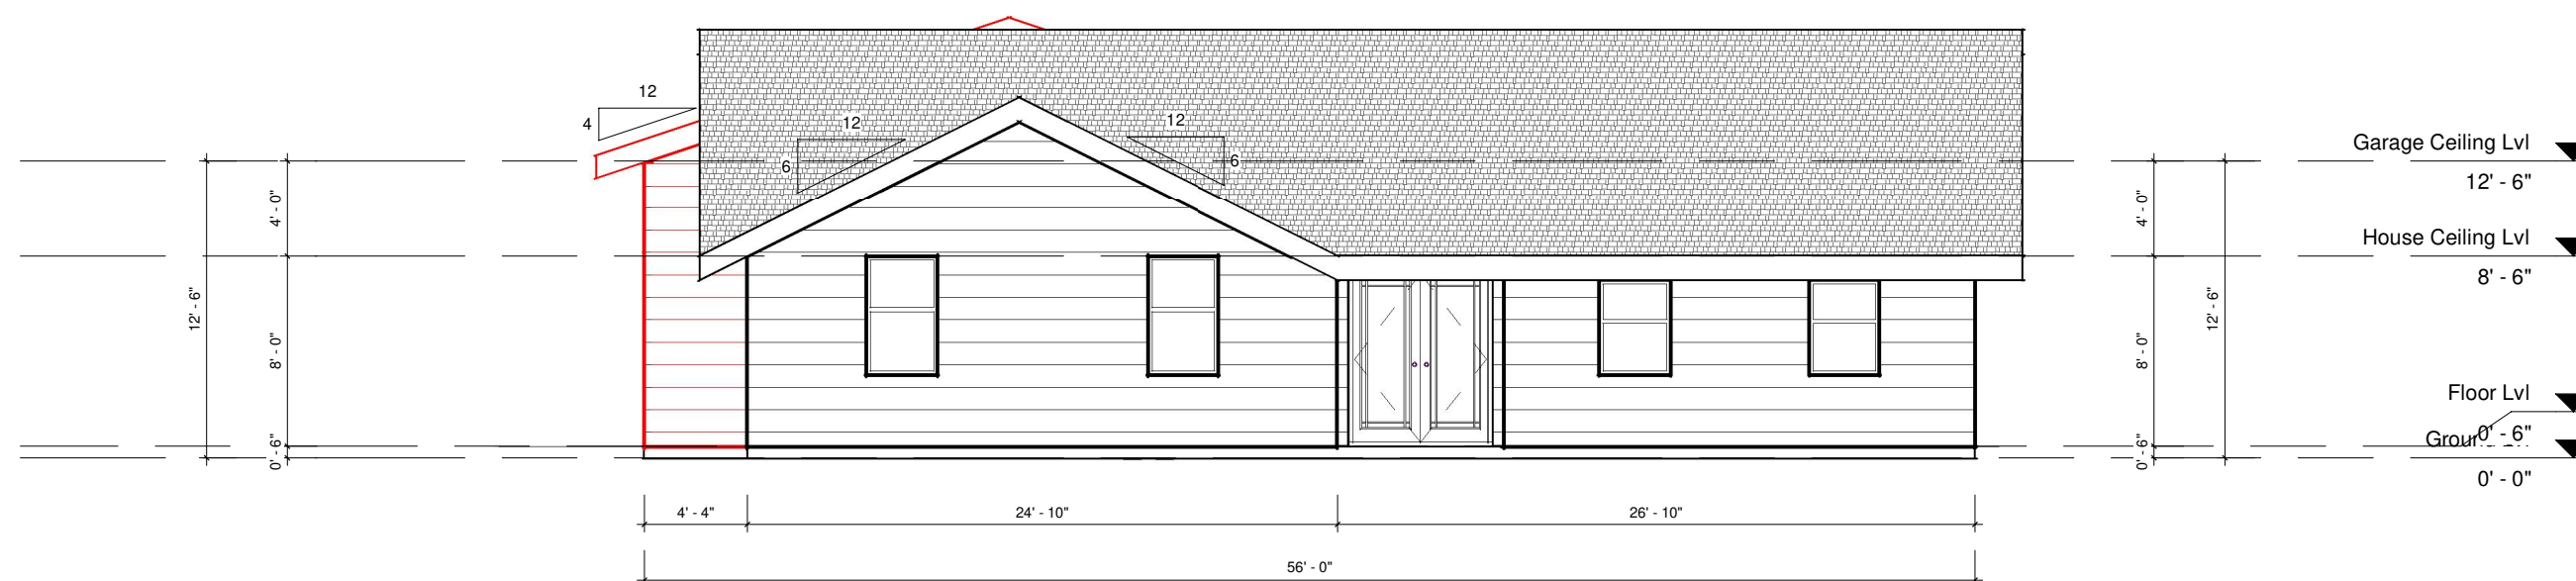 12
4
12
6
12
6
Garage Ceiling Lvl
12' - 6"
House Ceiling Lvl
8' - 6"
Floor Lvl
0' - 6"
0' - 0"
4' - 0"
12' - 6"
8' - 0"
0' - 6"
4' - 0"
12' - 6"
8' - 0"
0' - 6"
4' - 4"
24' - 10"
26' - 10"
56' - 0"